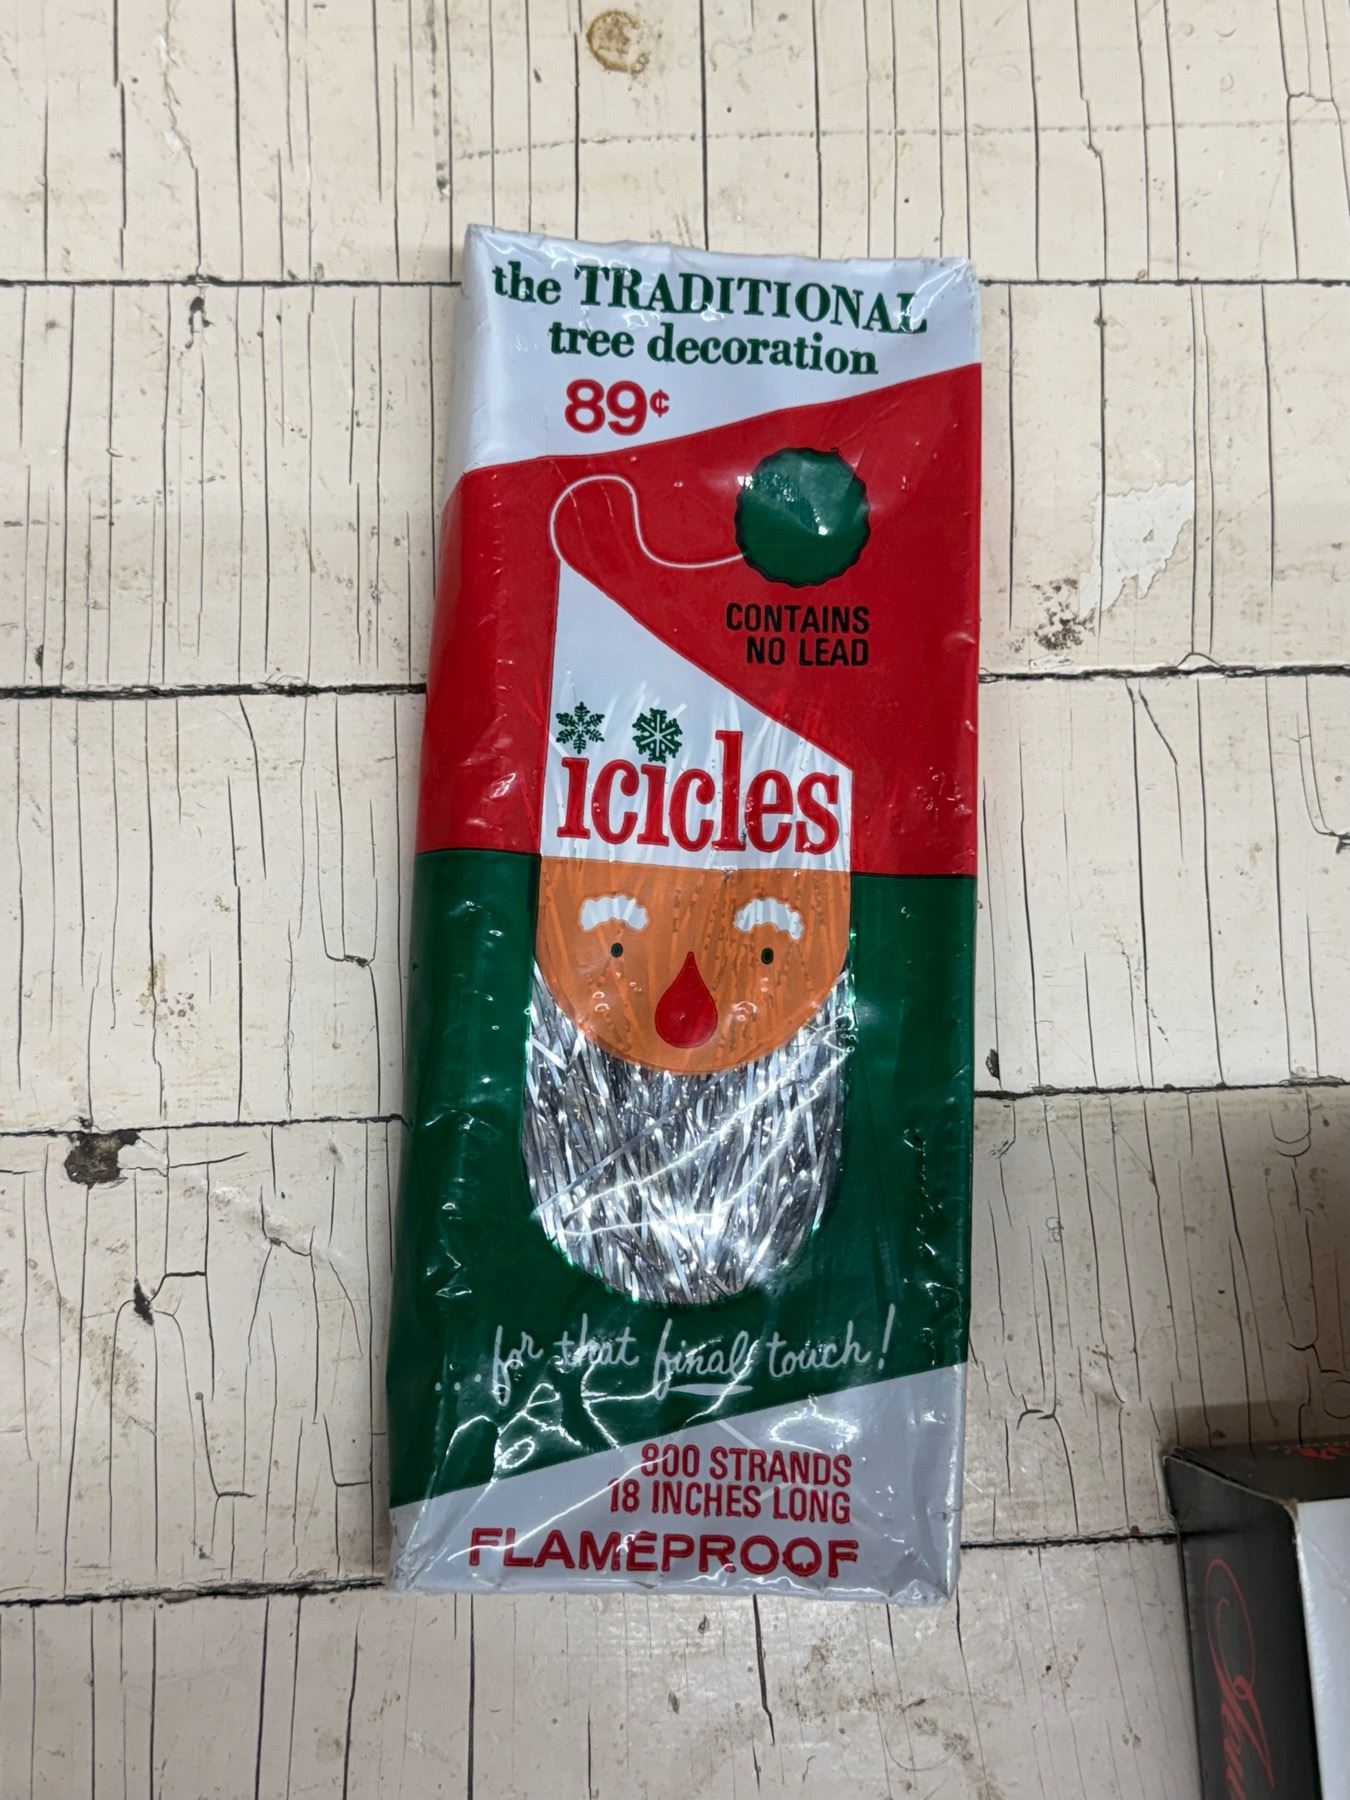 the TRADITIONAL
tree decoration
89¢
CONTAINS
NO LEAD
icicles
....for that final touch!
800 STRANDS
18 INCHES LONG
FLAMEPROOF